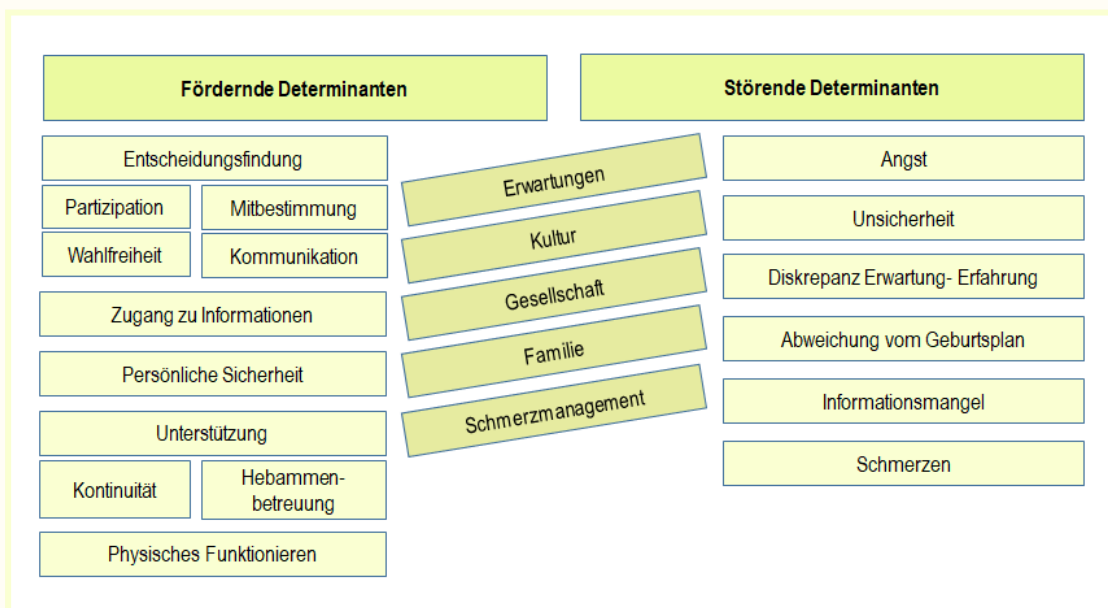 Fördernde Determinanten
Störende Determinanten
Entscheidungsfindung
Partizipation
Mitbestimmung
Wahlfreiheit
Kommunikation
Zugang zu Informationen
Persönliche Sicherheit
Unterstützung
Kontinuität
Hebammen-
betreuung
Physisches Funktionieren
Erwartungen
Kultur
Gesellschaft
Familie
Schmerzmanagement
Angst
Unsicherheit
Diskrepanz Erwartung- Erfahrung
Abweichung vom Geburtsplan
Informationsmangel
Schmerzen